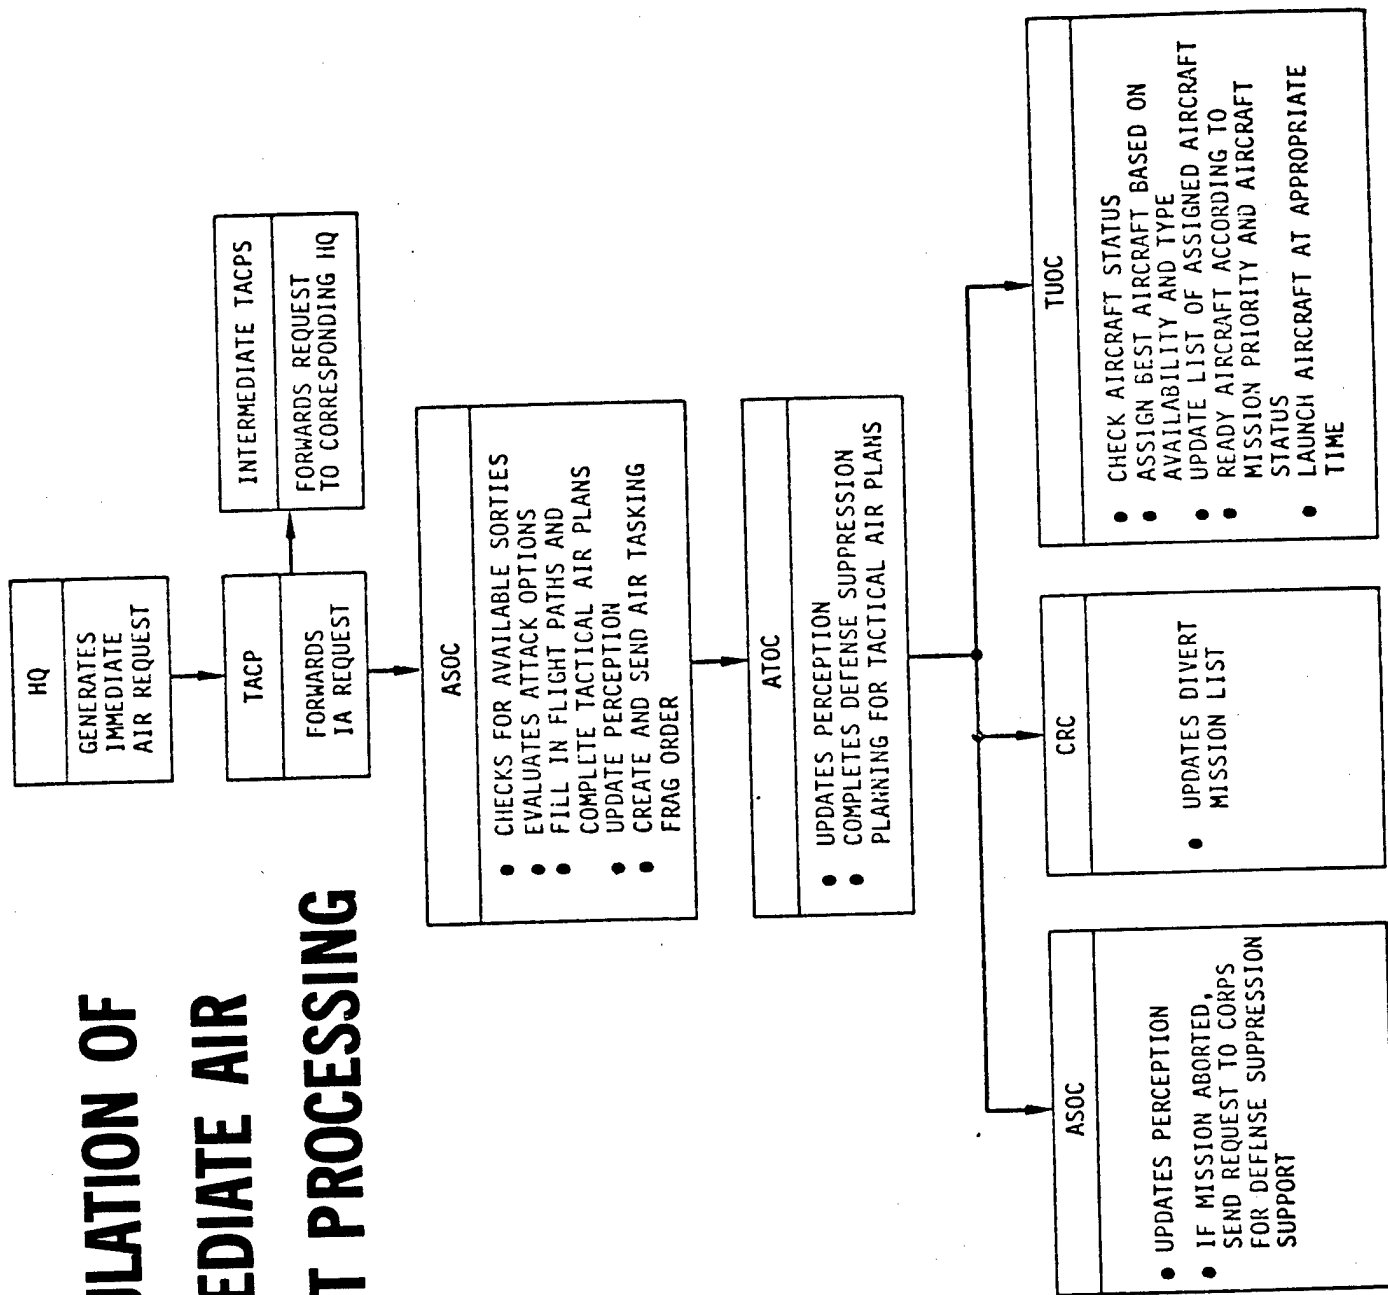 ULATION OF
EDIATE AIR
T PROCESSING
HQ
GENERATES
IMMEDIATE
AIR REQUEST
TACP
FORWARDS
IA REQUEST
INTERMEDIATE TACPS
FORWARDS REQUEST
TO CORRESPONDING HQ
ASOC
• CHECKS FOR AVAILABLE SORTIES
• EVALUATES ATTACK OPTIONS
• FILL IN FLIGHT PATHS AND
COMPLETE TACTICAL AIR PLANS
• UPDATE PERCEPTION
• CREATE AND SEND AIR TASKING
FRAG ORDER
ATOC
• UPDATES PERCEPTION
• COMPLETES DEFENSE SUPPRESSION
PLANNING FOR TACTICAL AIR PLANS
ASOC
• UPDATES PERCEPTION
• IF MISSION ABORTED,
SEND REQUEST TO CORPS
FOR DEFENSE SUPPRESSION
SUPPORT
CRC
• UPDATES DIVERT
MISSION LIST
TUOC
• CHECK AIRCRAFT STATUS
• ASSIGN BEST AIRCRAFT BASED ON
AVAILABILITY AND TYPE
• UPDATE LIST OF ASSIGNED AIRCRAFT
• READY AIRCRAFT ACCORDING TO
MISSION PRIORITY AND AIRCRAFT
STATUS
• LAUNCH AIRCRAFT AT APPROPRIATE
TIME